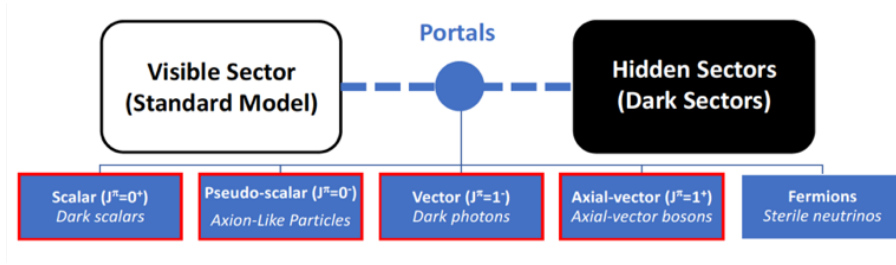 Portals
Visible Sector
(Standard Model)
Hidden Sectors
(Dark Sectors)
Scalar (Jπ=0+)
Dark scalars
Pseudo-scalar (Jπ=0-)
Axion-Like Particles
Vector (Jπ=1-)
Dark photons
Axial-vector (Jπ=1+)
Axial-vector bosons
Fermions
Sterile neutrinos